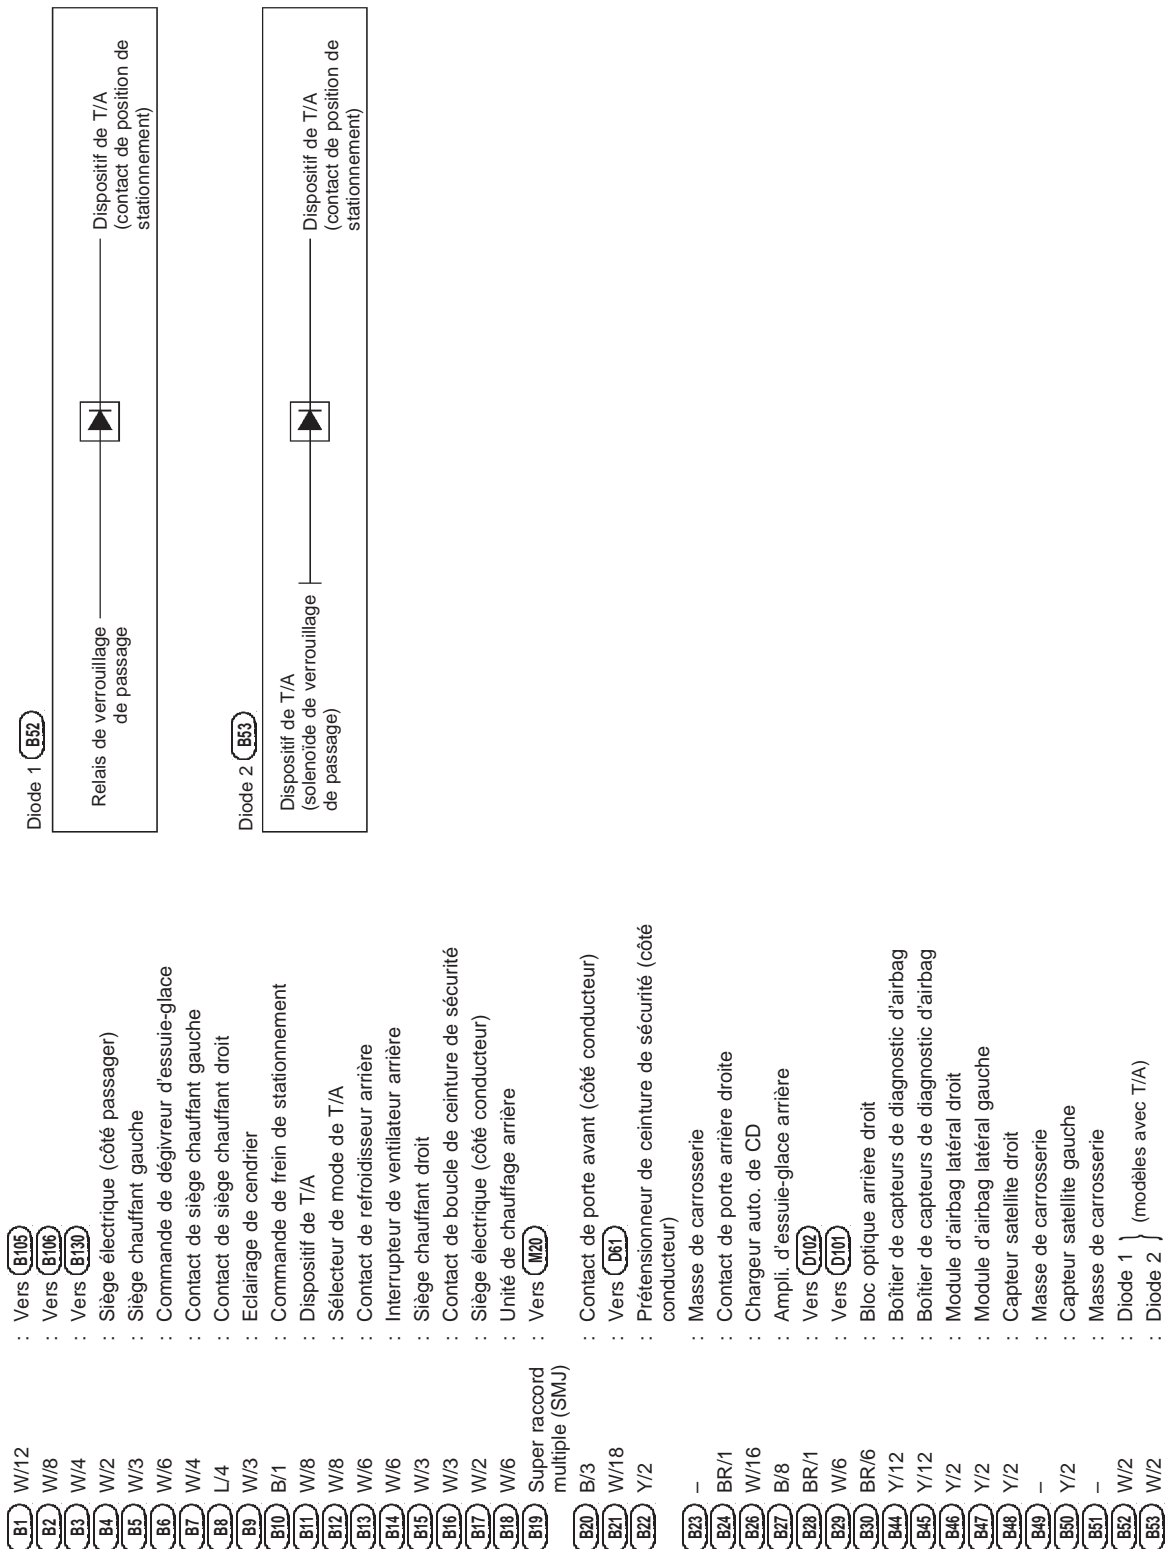 B1 W/12 : Vers B105
B2 W/8 : Vers B106
B3 W/4 : Vers B130
B4 W/2 : Siège électrique (côté passager)
B5 W/3 : Siège chauffant gauche
B6 W/6 : Commande de dégivreur d'essuie-glace
B7 W/4 : Contact de siège chauffant gauche
B8 L/4 : Contact de siège chauffant droit
B9 W/3 : Eclairage de cendrier
B10 B/1 : Commande de frein de stationnement
B11 W/8 : Dispositif de T/A
B12 W/8 : Sélecteur de mode de T/A
B13 W/6 : Contact de refroidisseur arrière
B14 W/6 : Interrupteur de ventilateur arrière
B15 W/3 : Siège chauffant droit
B16 W/3 : Contact de boucle de ceinture de sécurité
B17 W/2 : Siège électrique (côté conducteur)
B18 W/6 : Unité de chauffage arrière
B19 Super raccord : Vers M20
multiple (SMJ)
B20 B/3 : Contact de porte avant (côté conducteur)
B21 W/18 : Vers D61
B22 Y/2 : Prétensionneur de ceinture de sécurité (côté
conducteur)
B23 – : Masse de carrosserie
B24 BR/1 : Contact de porte arrière droite
B26 W/16 : Chargeur auto. de CD
B27 B/8 : Ampli. d'essuie-glace arrière
B28 BR/1 : Vers D102
B29 W/6 : Vers D101
B30 BR/6 : Bloc optique arrière droit
B44 Y/12 : Boîtier de capteurs de diagnostic d'airbag
B45 Y/12 : Boîtier de capteurs de diagnostic d'airbag
B46 Y/2 : Module d'airbag latéral droit
B47 Y/2 : Module d'airbag latéral gauche
B48 Y/2 : Capteur satellite droit
B49 – : Masse de carrosserie
B50 Y/2 : Capteur satellite gauche
B51 – : Masse de carrosserie
B52 W/2 : Diode 1
B53 W/2 : Diode 2
(modèles avec T/A)
Diode 1 B52
Relais de verrouillage
de passage
Dispositif de T/A
(contact de position de
stationnement)
Diode 2 B53
Dispositif de T/A
(solenoïde de verrouillage
de passage)
Dispositif de T/A
(contact de position de
stationnement)